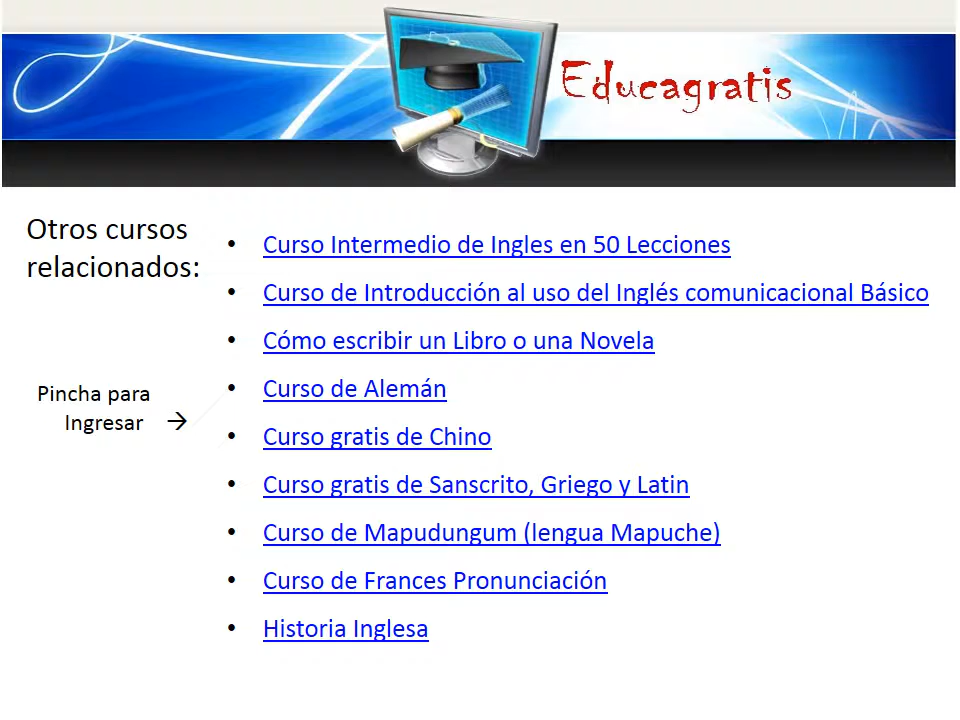 Educagratis
Otros cursos
relacionados:
• Curso Intermedio de Ingles en 50 Lecciones
• Curso de Introducción al uso del Inglés comunicacional Básico
• Cómo escribir un Libro o una Novela
Pincha para
Ingresar →
• Curso de Alemán
• Curso gratis de Chino
• Curso gratis de Sanscrito, Griego y Latin
• Curso de Mapudungum (lengua Mapuche)
• Curso de Frances Pronunciación
• Historia Inglesa